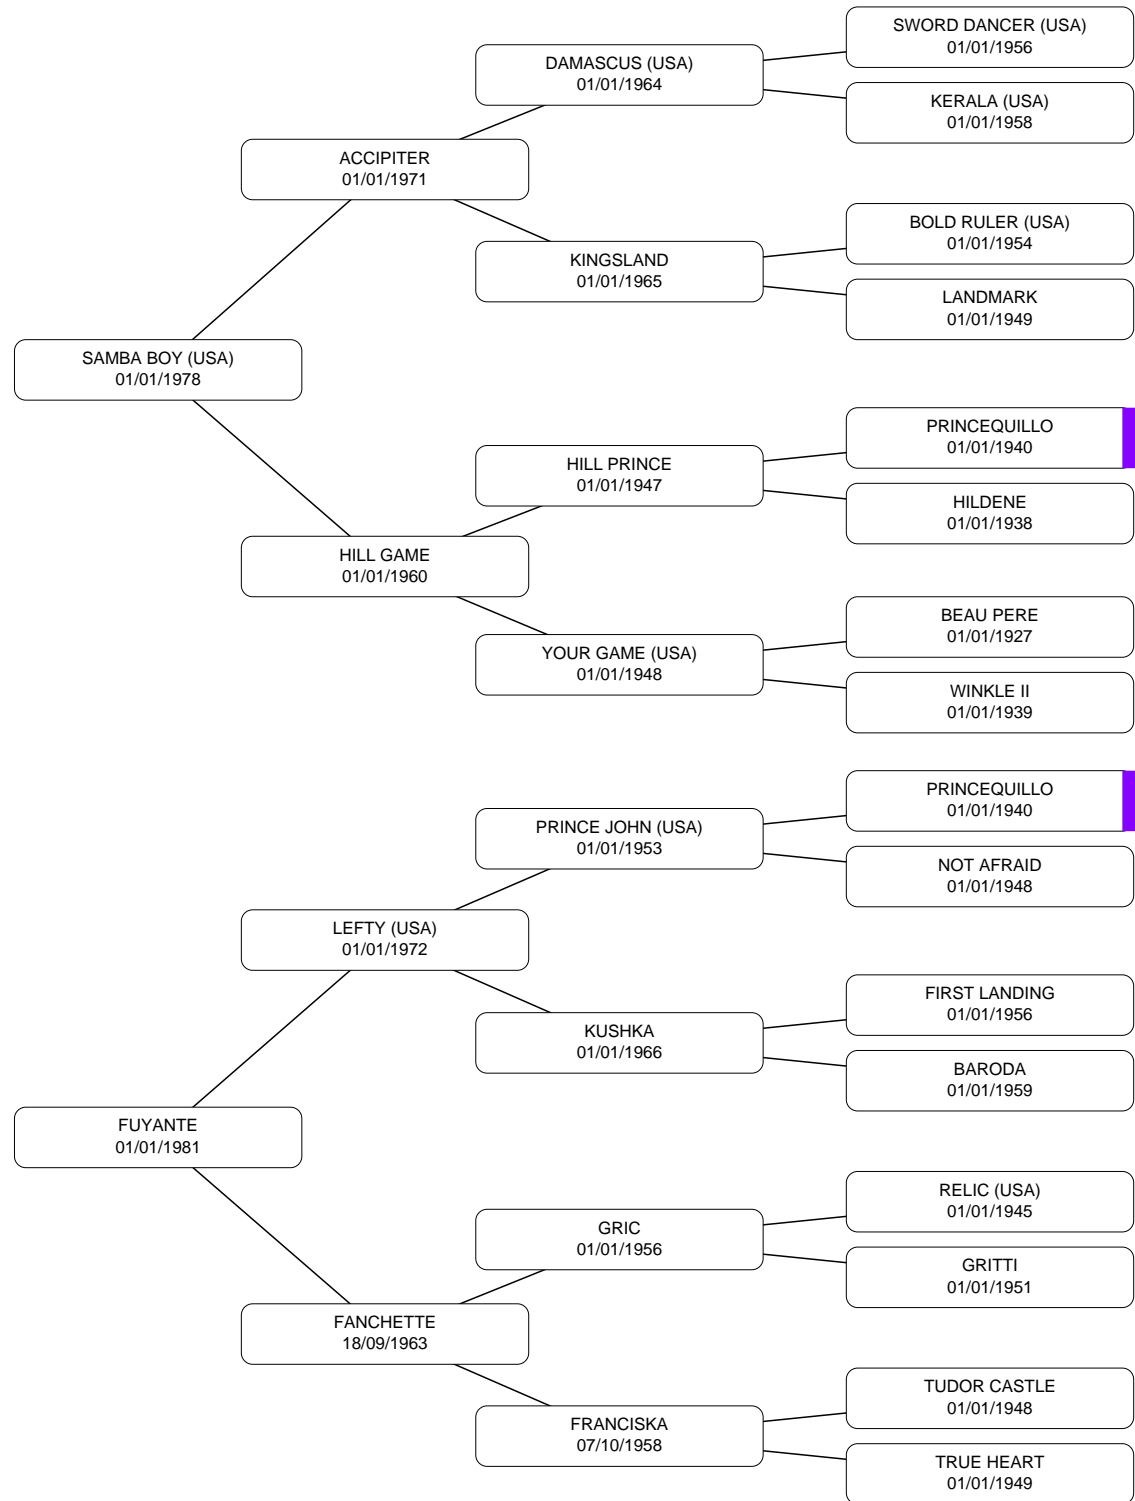 SWORD DANCER (USA)
01/01/1956
DAMASCUS (USA)
01/01/1964
KERALA (USA)
01/01/1958
ACCIPITER
01/01/1971
BOLD RULER (USA)
01/01/1954
KINGSLAND
01/01/1965
LANDMARK
01/01/1949
SAMBA BOY (USA)
01/01/1978
PRINCEQUILLO
01/01/1940
HILL PRINCE
01/01/1947
HILDENE
01/01/1938
HILL GAME
01/01/1960
BEAU PERE
01/01/1927
YOUR GAME (USA)
01/01/1948
WINKLE II
01/01/1939
PRINCEQUILLO
01/01/1940
PRINCE JOHN (USA)
01/01/1953
NOT AFRAID
01/01/1948
LEFTY (USA)
01/01/1972
FIRST LANDING
01/01/1956
KUSHKA
01/01/1966
BARODA
01/01/1959
FUYANTE
01/01/1981
RELIC (USA)
01/01/1945
GRIC
01/01/1956
GRITTI
01/01/1951
FANCHETTE
18/09/1963
TUDOR CASTLE
01/01/1948
FRANCISKA
07/10/1958
TRUE HEART
01/01/1949